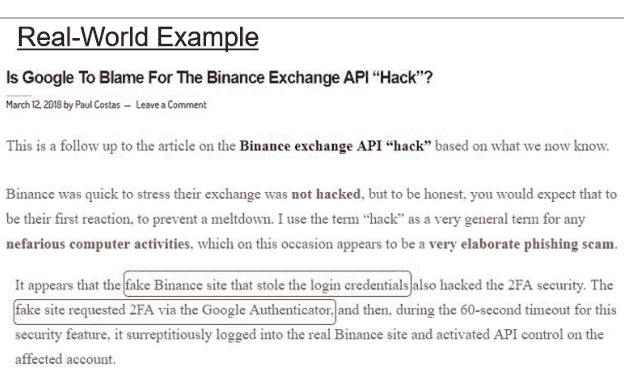 Real-World Example
Is Google To Blame For The Binance Exchange API “Hack”?
March 12, 2018 by Paul Costas — Leave a Comment
This is a follow up to the article on the Binance exchange API “hack” based on what we now know.
Binance was quick to stress their exchange was not hacked, but to be honest, you would expect that to
be their first reaction, to prevent a meltdown. I use the term “hack” as a very general term for any
nefarious computer activities, which on this occasion appears to be a very elaborate phishing scam.
It appears that the fake Binance site that stole the login credentials also hacked the 2FA security. The
fake site requested 2FA via the Google Authenticator, and then, during the 60-second timeout for this
security feature, it surreptitiously logged into the real Binance site and activated API control on the
affected account.